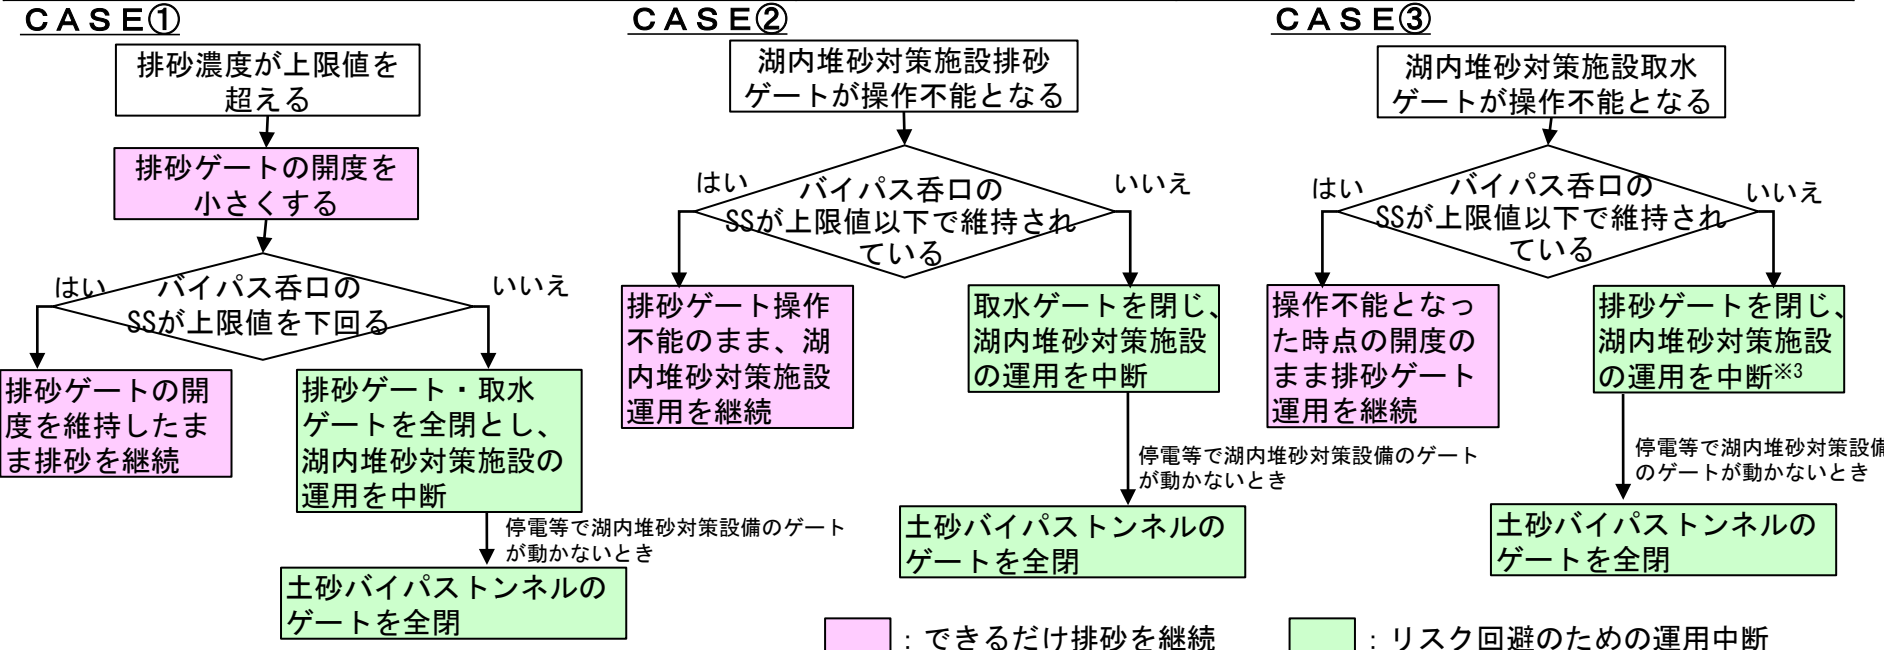 CASE①
排砂濃度が上限値を
超える
排砂ゲートの開度を
小さくする
はい
バイパス呑口の
SSが上限値を下回る
いいえ
排砂ゲートの開
度を維持したま
ま排砂を継続
排砂ゲート・取水
ゲートを全閉とし、
湖内堆砂対策施設の
運用を中断
停電等で湖内堆砂対策設備のゲート
が動かないとき
土砂バイパストンネルの
ゲートを全閉
CASE②
湖内堆砂対策施設排砂
ゲートが操作不能となる
はい
バイパス呑口の
SSが上限値以下で維持され
ている
いいえ
排砂ゲート操作
不能のまま、湖
内堆砂対策施設
運用を継続
取水ゲートを閉じ、
湖内堆砂対策施設
の運用を中断
停電等で湖内堆砂対策設備のゲート
が動かないとき
土砂バイパストンネルの
ゲートを全閉
CASE③
湖内堆砂対策施設取水
ゲートが操作不能となる
はい
バイパス呑口の
SSが上限値以下で維持され
ている
いいえ
操作不能となっ
た時点の開度の
まま排砂ゲート
運用を継続
排砂ゲートを閉じ、
湖内堆砂対策施設
の運用を中断※3
停電等で湖内堆砂対策設備
のゲートが動かないとき
土砂バイパストンネルの
ゲートを全閉
：できるだけ排砂を継続
：リスク回避のための運用中断